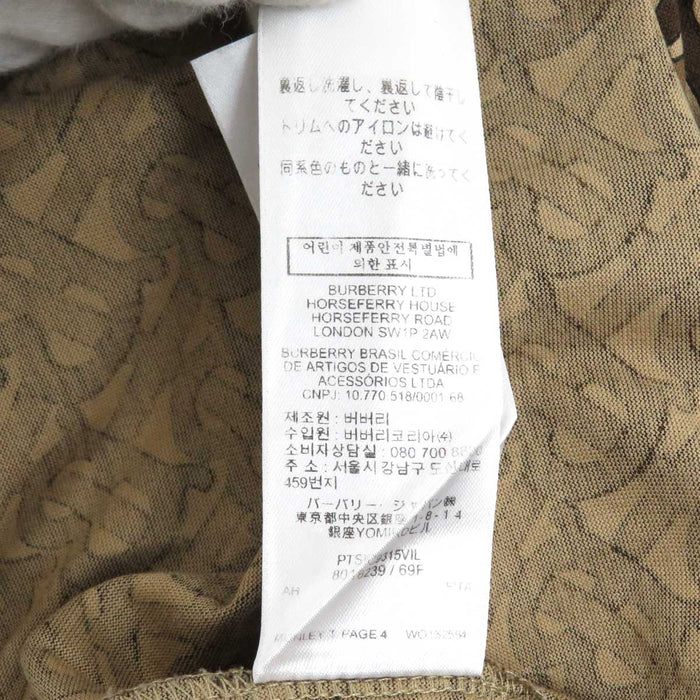 裏返し洗濯し、裏返して陰干し
てください
トリムへのアイロンは避けてく
ださい
同系色のものと一緒に洗ってく
ださい
어린이 제품안전특별법에
의한 표시
BURBERRY LTD
HORSEFERRY HOUSE
HORSEFERRY ROAD
LONDON SW1P 2AW
BURBERRY BRASIL COMÉRCIO
DE ARTIGOS DE VESTUÁRIO E
ACESSÓRIOS LTDA
CNPJ: 10.770.518/0001-68
제조원 : 버버리
수입원 : 버버리코리아㈜
소비자상담실 : 080 700
주소 : 서울시 강남구 도산대로
459번지
バーバリー・ジャパン㈱
東京都中央区銀座 1-8-14
銀座YOMIKOビル
8018239 / 69F
PAGE 4